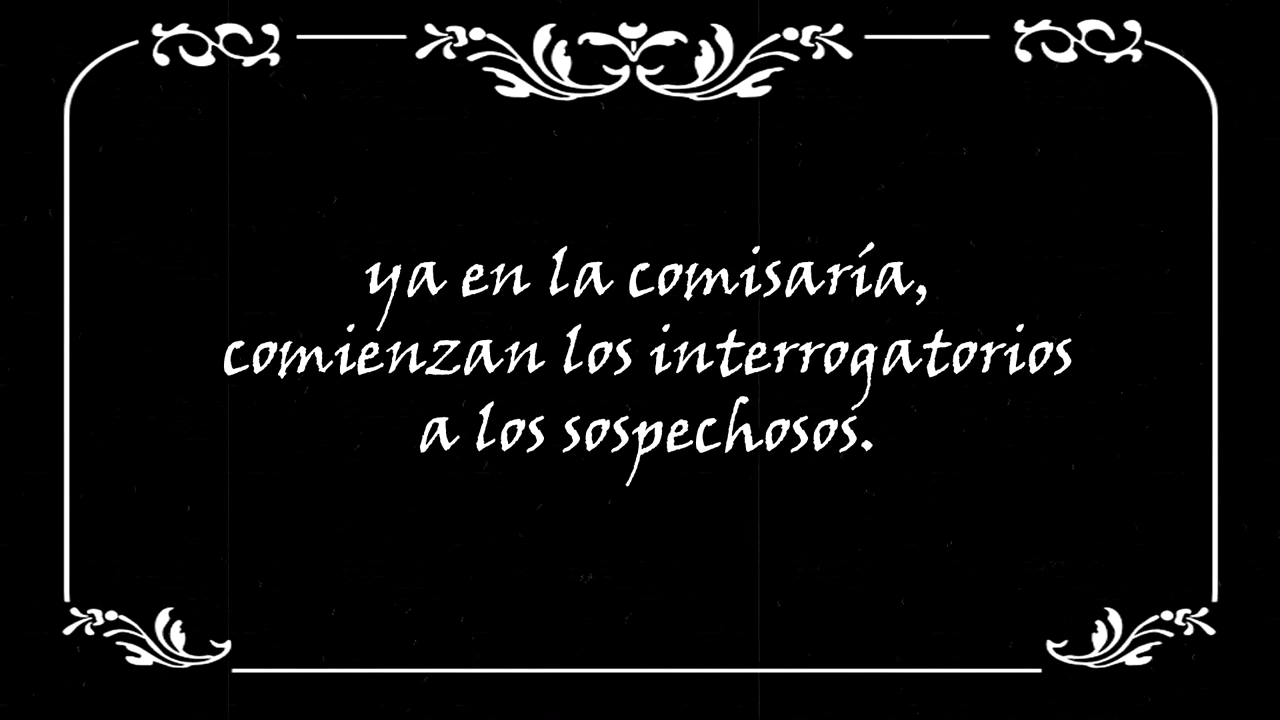 ya en la comisaría,
comienzan los interrogatorios
a los sospechosos.